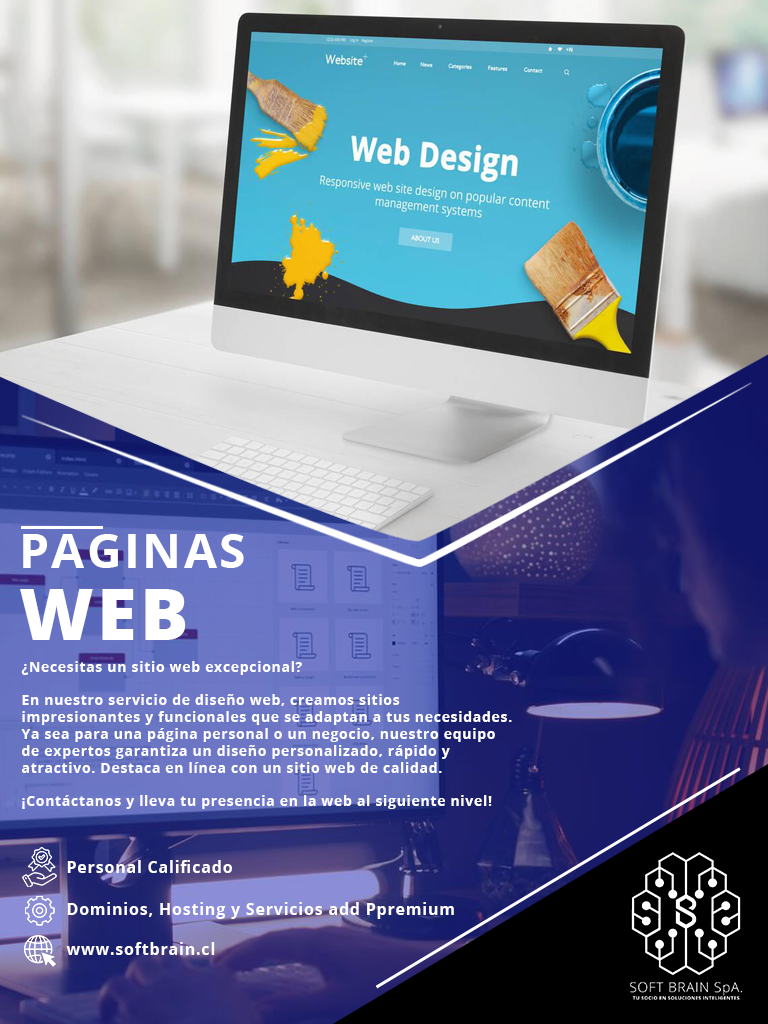 Website+
Home News Categories Features Contact
Web Design
Responsive web site design on popular content
management systems
ABOUT US
PAGINAS
WEB
¿Necesitas un sitio web excepcional?
En nuestro servicio de diseño web, creamos sitios
impresionantes y funcionales que se adaptan a tus necesidades.
Ya sea para una página personal o un negocio, nuestro equipo
de expertos garantiza un diseño personalizado, rápido y
atractivo. Destaca en línea con un sitio web de calidad.
¡Contáctanos y lleva tu presencia en la web al siguiente nivel!
Personal Calificado
Dominios, Hosting y Servicios add Ppremium
www.softbrain.cl
SOFT BRAIN SpA.
TU SOCIO EN SOLUCIONES INTELIGENTES